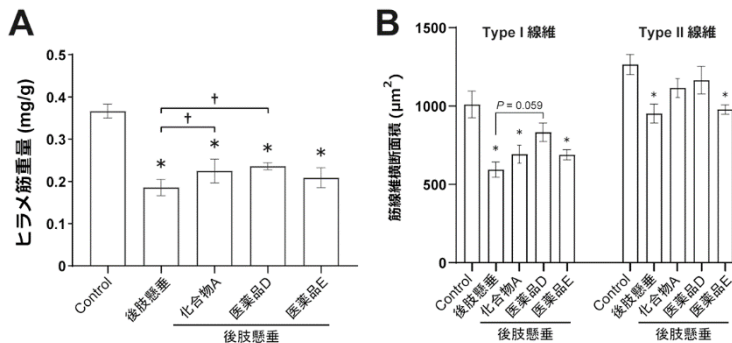 A
ヒラメ筋重量 (mg/g)
0.5
0.4
0.3
0.2
0.1
0
†
†
*
*
*
*
Control
後肢懸垂
化合物A
医薬品D
医薬品E
後肢懸垂
B
筋線維横断面積 (μm²)
Type I 線維
Type II 線維
1500
1000
500
0
P = 0.059
*
*
*
*
*
Control
後肢懸垂
化合物A
医薬品D
医薬品E
後肢懸垂
Control
後肢懸垂
化合物A
医薬品D
医薬品E
後肢懸垂